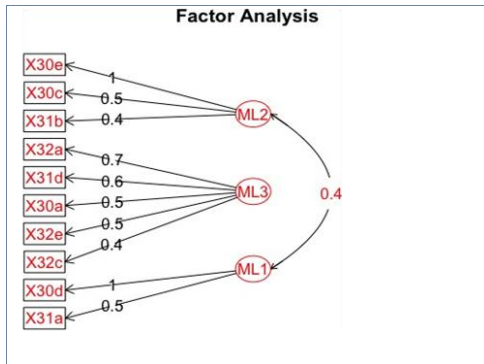 Factor Analysis
X30e
X30c
X31b
X32a
X31d
X30a
X32e
X32c
X30d
X31a
1
0.5
0.4
0.7
0.6
0.5
0.5
0.4
1
0.5
ML2
ML3
ML1
0.4